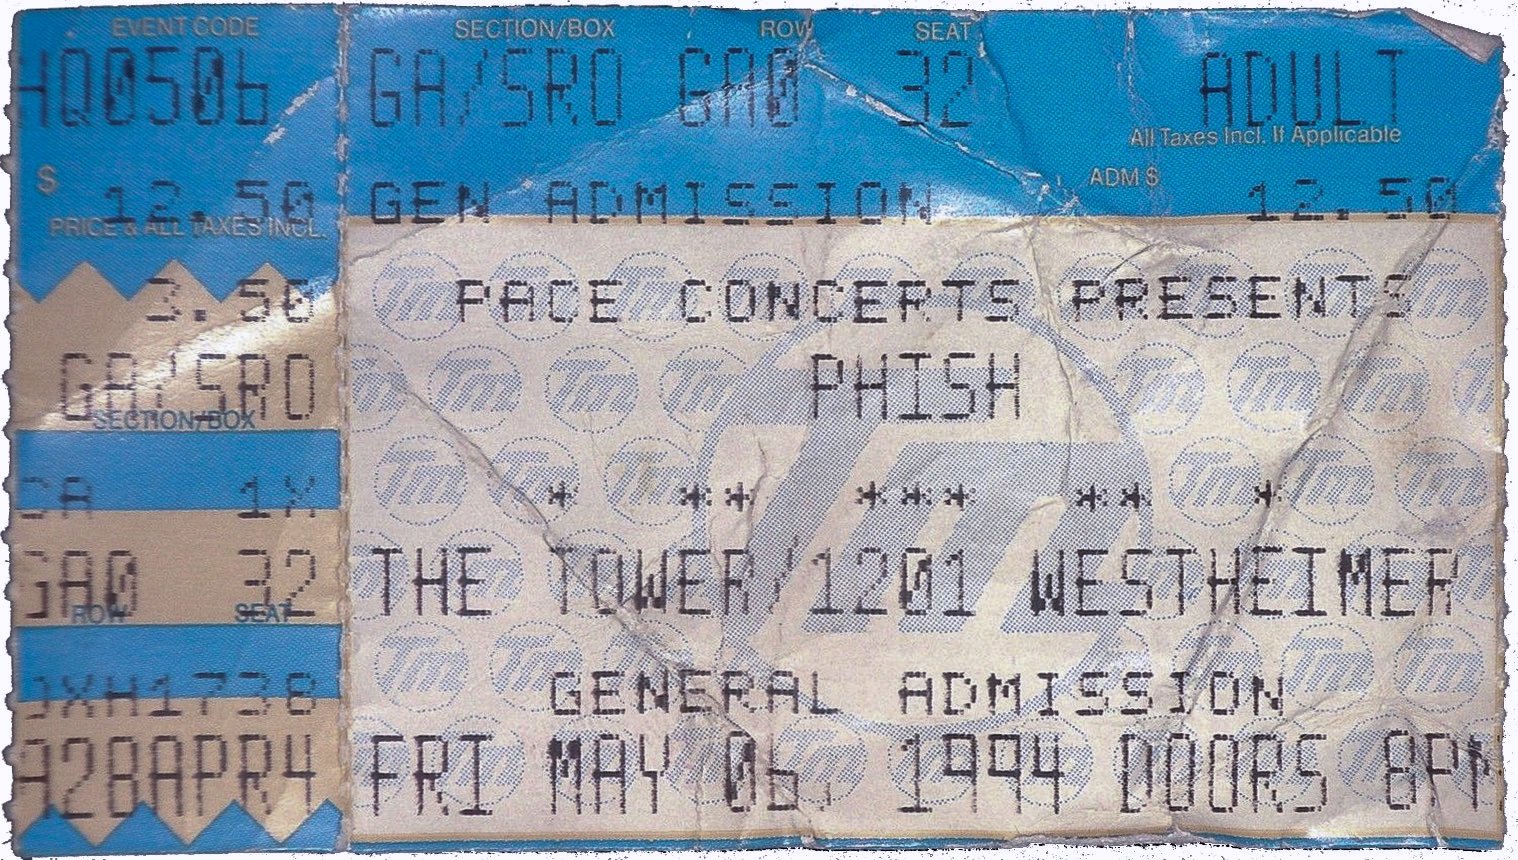 EVENT CODE
HQ0506
$ 12.50
PRICE & ALL TAXES INCL.
3.50
GA/SRO
SECTION/BOX
CA 1X
GA0 32
ROW SEAT
XH1738
A28APR4
SECTION/BOX ROW SEAT
GA/SRO GA0 32 ADULT
All Taxes Incl. If Applicable
ADM $
GEN ADMISSION 12.50
PACE CONCERTS PRESENTS
PHISH
* ** *** ** *
THE TOWER/1201 WESTHEIMER
GENERAL ADMISSION
FRI MAY 06, 1994 DOORS 8PM